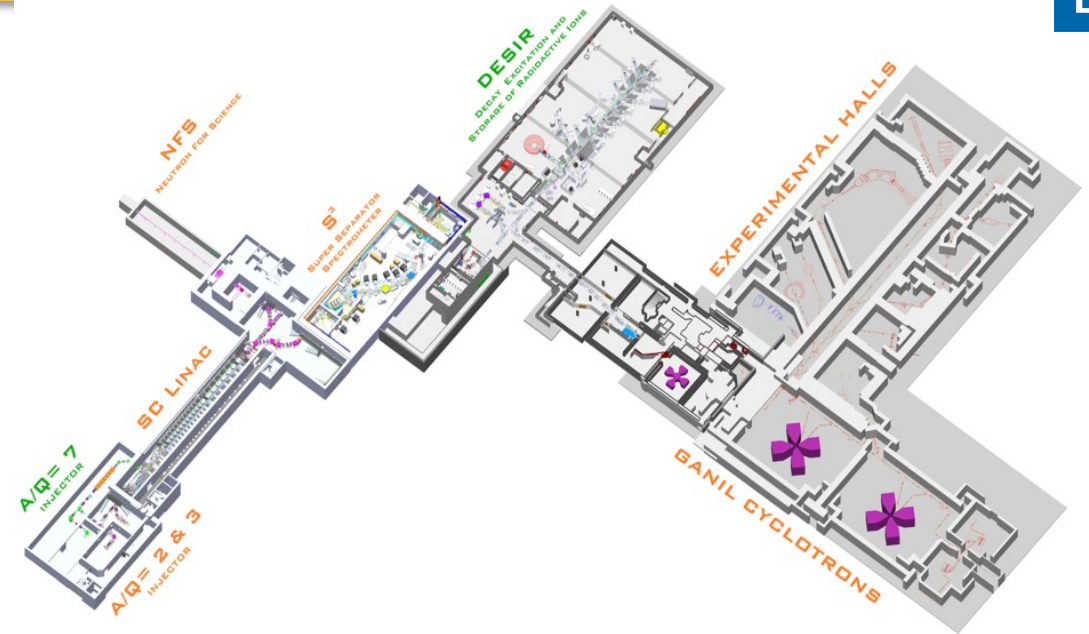 DESIR
Decay Excitation and
Storage of Radioactive Ions
NFS
Neutron For Science
S³
Super Separator
Spectrometer
EXPERIMENTAL HALLS
SC LINAC
A/Q= 7
INJECTOR
A/Q= 2 & 3
INJECTOR
GANIL CYCLOTRONS